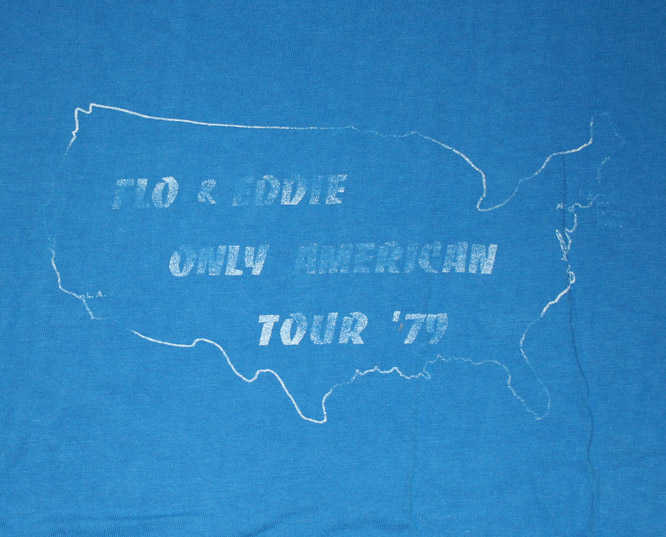 FLO & EDDIE
ONLY AMERICAN
TOUR '79
L.A.